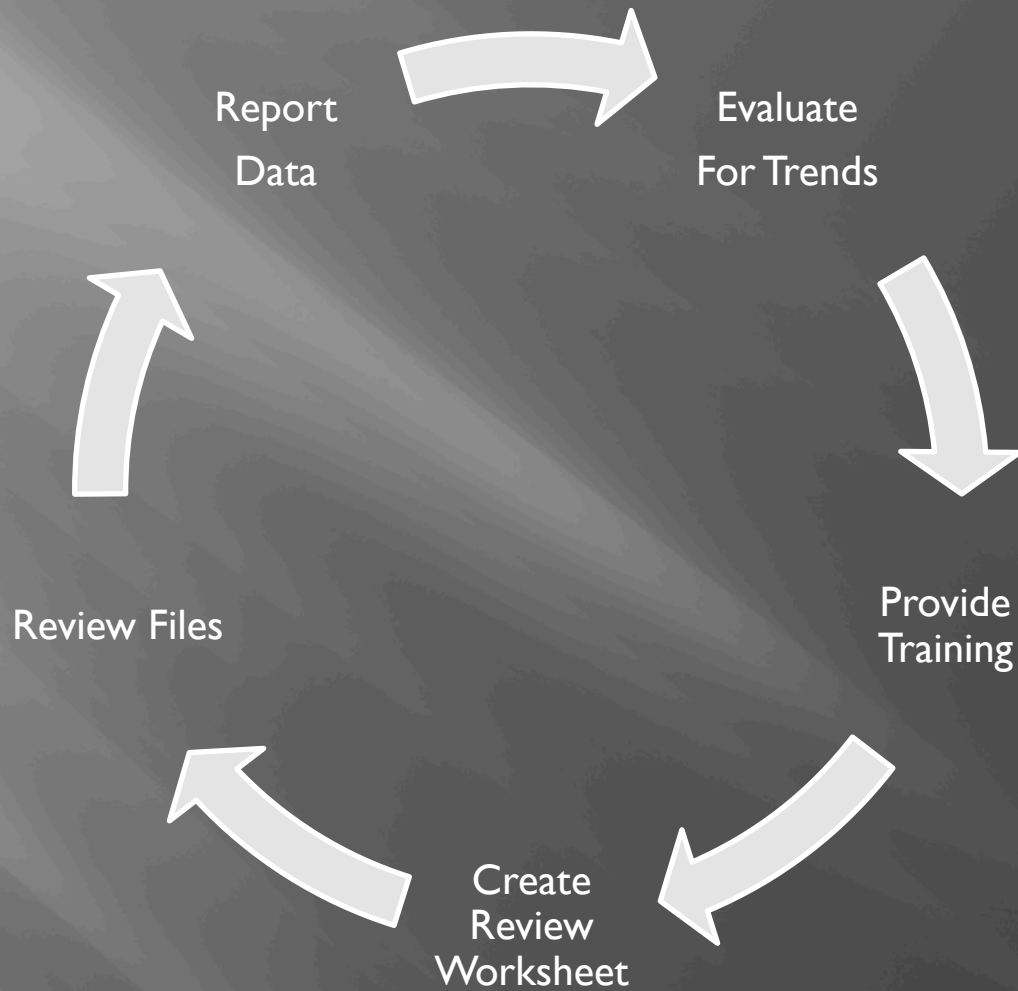 Report
Data
Evaluate
For Trends
Provide
Training
Create
Review
Worksheet
Review Files